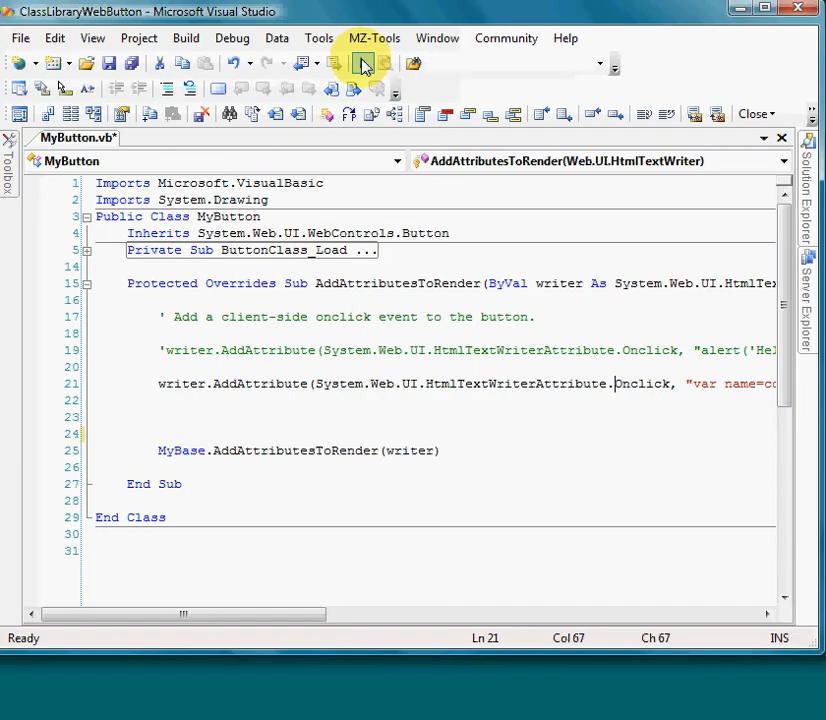 ClassLibraryWebButton - Microsoft Visual Studio
File Edit View Project Build Debug Data Tools MZ-Tools Window Community Help
Close
MyButton.vb*
MyButton AddAttributesToRender(Web.UI.HtmlTextWriter)
Toolbox
Solution Explorer
Server Explorer
1 Imports Microsoft.VisualBasic
2 Imports System.Drawing
3 Public Class MyButton
4 Inherits System.Web.UI.WebControls.Button
5 Private Sub ButtonClass_Load ...
14
15 Protected Overrides Sub AddAttributesToRender(ByVal writer As System.Web.UI.HtmlText
16
17 ' Add a client-side onclick event to the button.
18
19 'writer.AddAttribute(System.Web.UI.HtmlTextWriterAttribute.Onclick, "alert('Hel
20
21 writer.AddAttribute(System.Web.UI.HtmlTextWriterAttribute.Onclick, "var name=co
22
23
24
25 MyBase.AddAttributesToRender(writer)
26
27 End Sub
28
29 End Class
30
31
Ready Ln 21 Col 67 Ch 67 INS